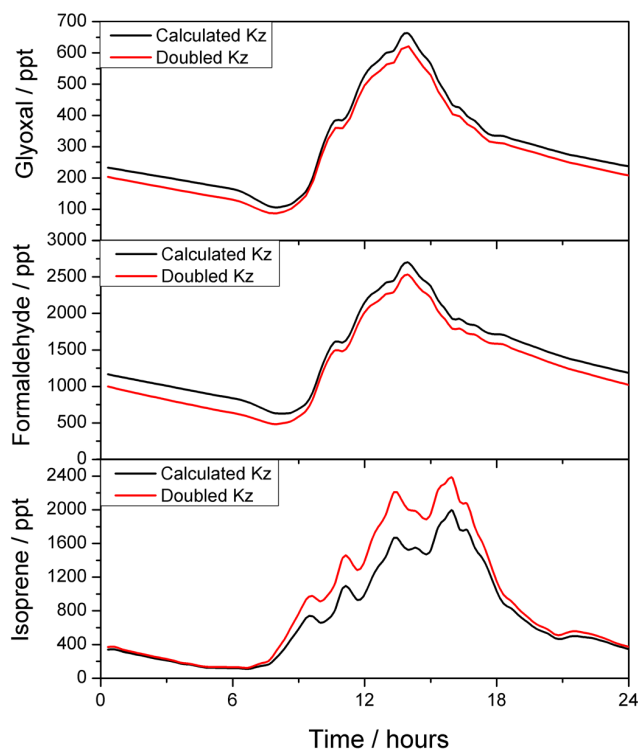 700
600
500
400
300
200
100
Glyoxal / ppt
Calculated Kz
Doubled Kz
3000
2500
2000
1500
1000
500
0
Formaldehyde / ppt
Calculated Kz
Doubled Kz
2400
2000
1600
1200
800
400
0
Isoprene / ppt
Calculated Kz
Doubled Kz
0 6 12 18 24
Time / hours